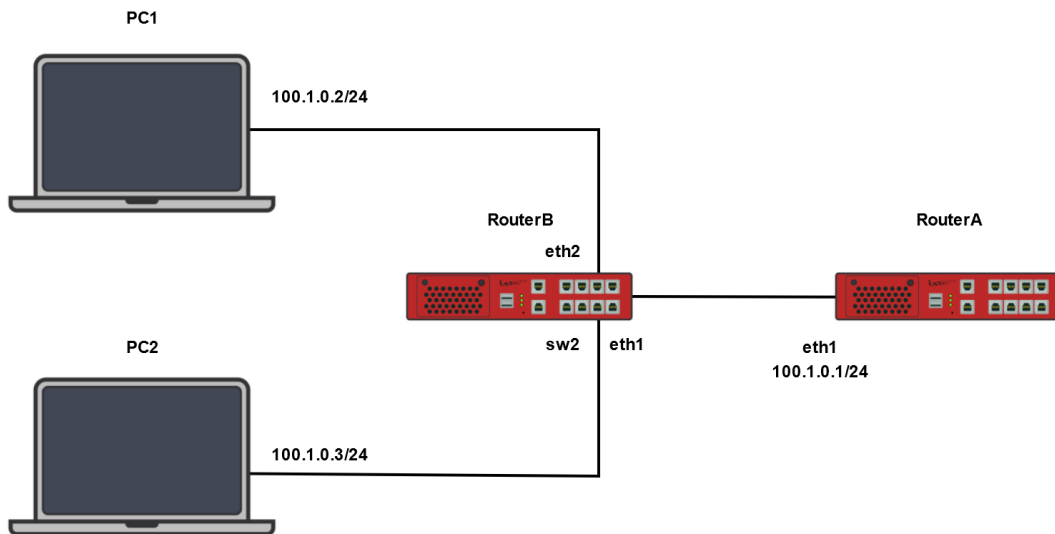 PC1
100.1.0.2/24
RouterB
RouterA
eth2
sw2
eth1
eth1
100.1.0.1/24
PC2
100.1.0.3/24